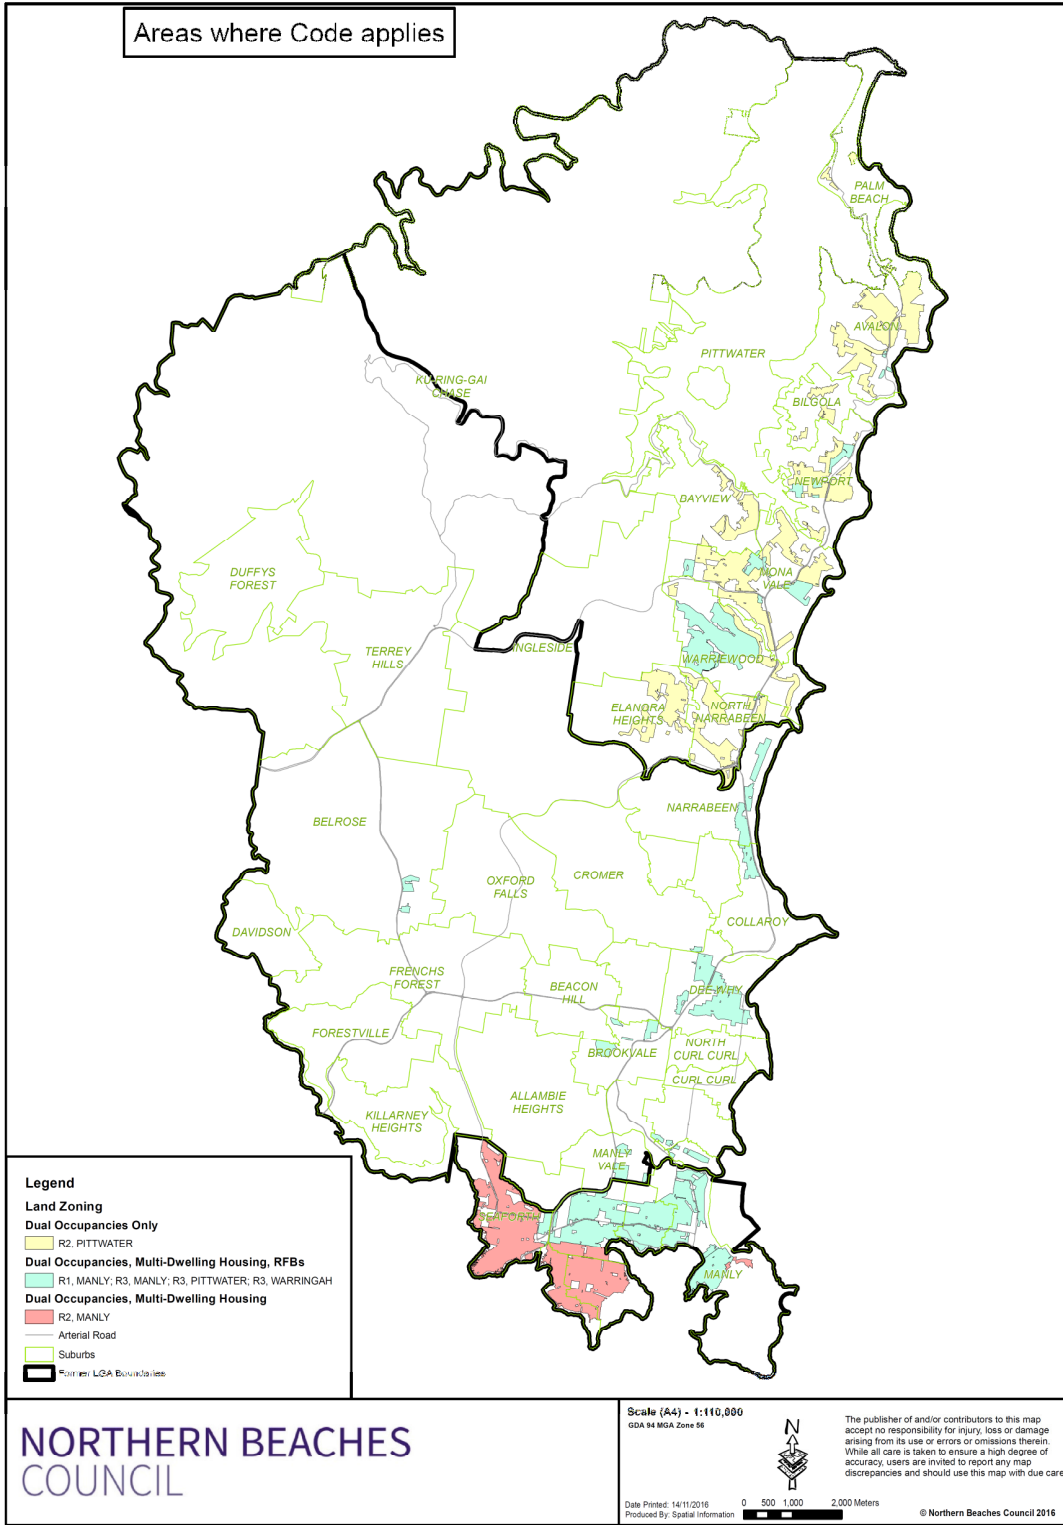 Areas where Code applies
PALM
BEACH
AVALON
PITTWATER
KU-RING-GAI
CHASE
BILGOLA
NEWPORT
BAYVIEW
DUFFYS
FOREST
MONA
VALE
TERREY
HILLS
INGLESIDE
WARRIEWOOD
ELANORA
HEIGHTS
NORTH
NARRABEEN
NARRABEEN
BELROSE
OXFORD
FALLS
CROMER
COLLAROY
DAVIDSON
FRENCHS
FOREST
BEACON
HILL
DEE WHY
FORESTVILLE
BROOKVALE
NORTH
CURL CURL
CURL CURL
ALLAMBIE
HEIGHTS
KILLARNEY
HEIGHTS
MANLY
VALE
SEAFORTH
MANLY
Legend
Land Zoning
Dual Occupancies Only
R2, PITTWATER
Dual Occupancies, Multi-Dwelling Housing, RFBs
R1, MANLY; R3, MANLY; R3, PITTWATER; R3, WARRINGAH
Dual Occupancies, Multi-Dwelling Housing
R2, MANLY
Arterial Road
Suburbs
Former LGA Boundaries
NORTHERN BEACHES
COUNCIL
Scale (A4) - 1:110,000
GDA 94 MGA Zone 56
N
Date Printed: 14/11/2016
Produced By: Spatial Information
0 500 1,000 2,000 Meters
The publisher of and/or contributors to this map
accept no responsibility for injury, loss or damage
arising from its use or errors or omissions therein.
While all care is taken to ensure a high degree of
accuracy, users are invited to report any map
discrepancies and should use this map with due care
© Northern Beaches Council 2016